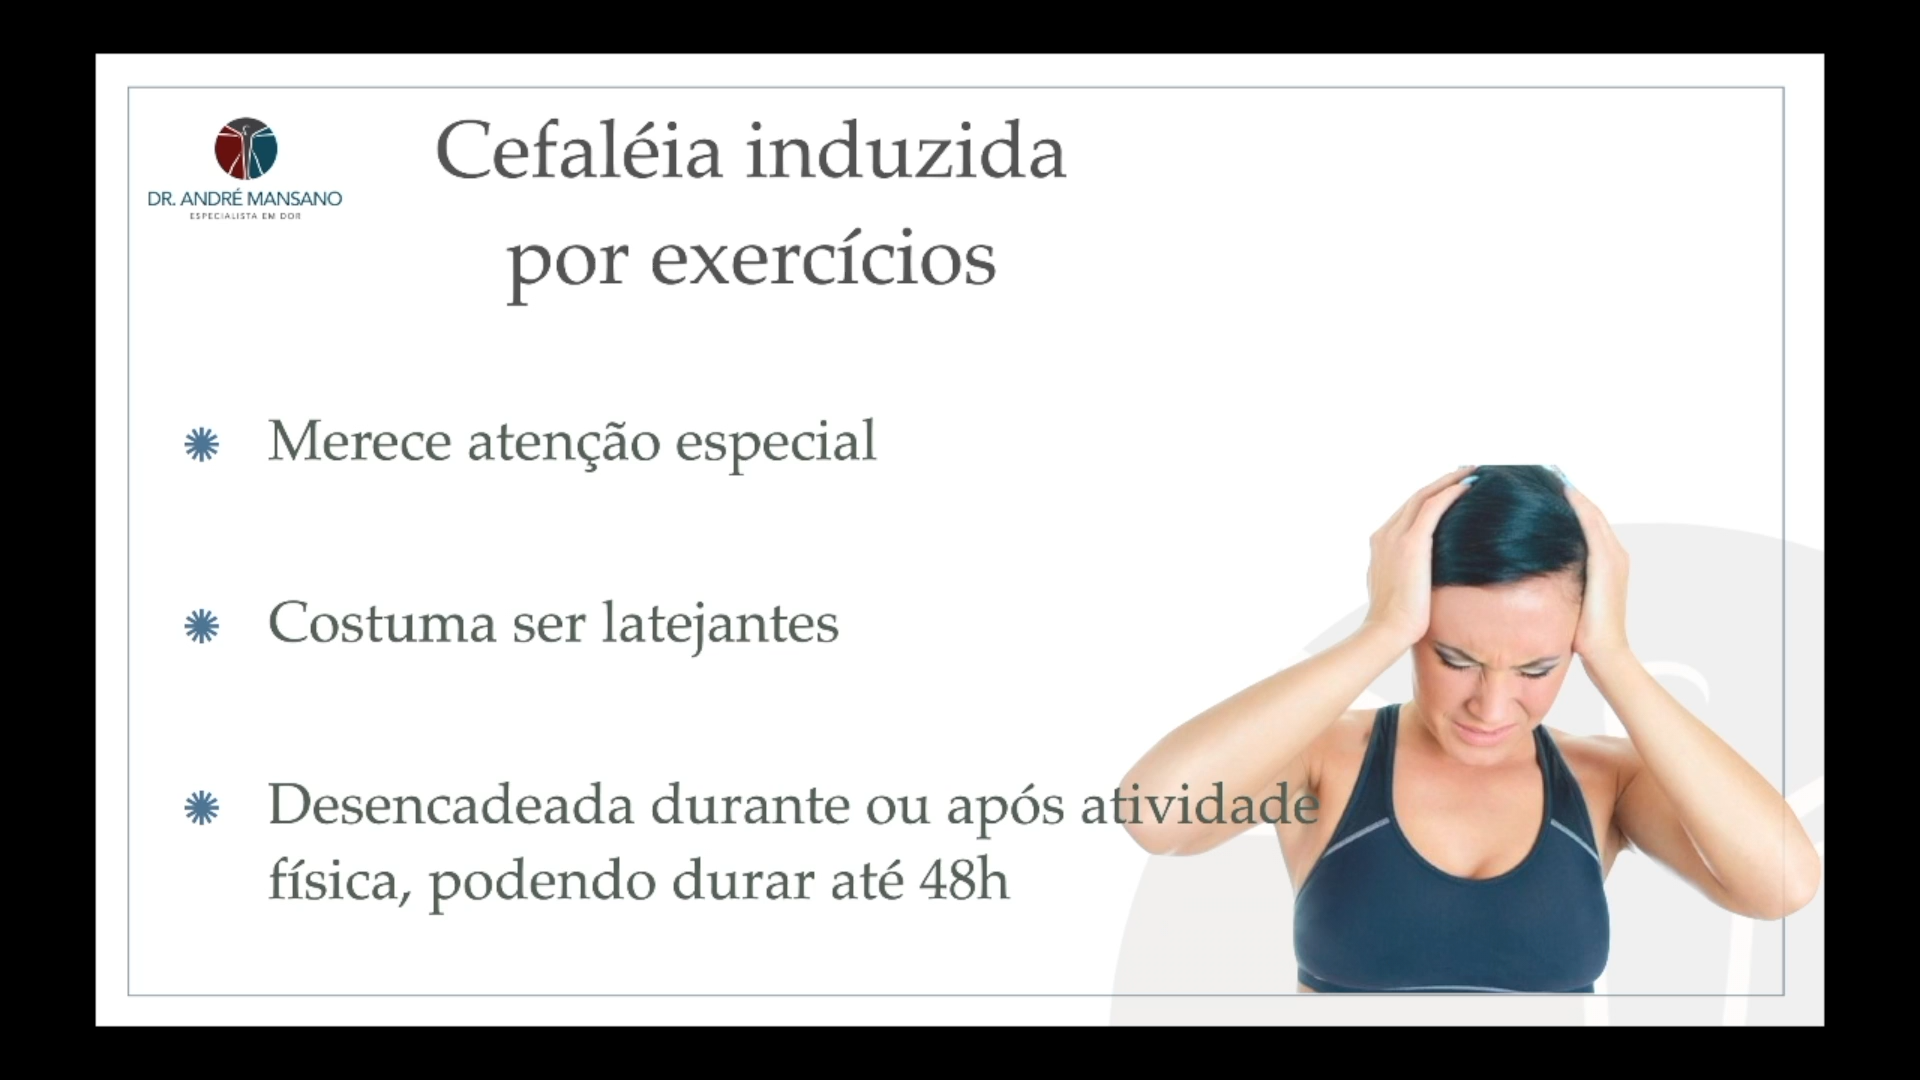 DR. ANDRÉ MANSANO
ESPECIALISTA EM DOR
Cefaléia induzida
por exercícios
Merece atenção especial
Costuma ser latejantes
Desencadeada durante ou após atividade
física, podendo durar até 48h